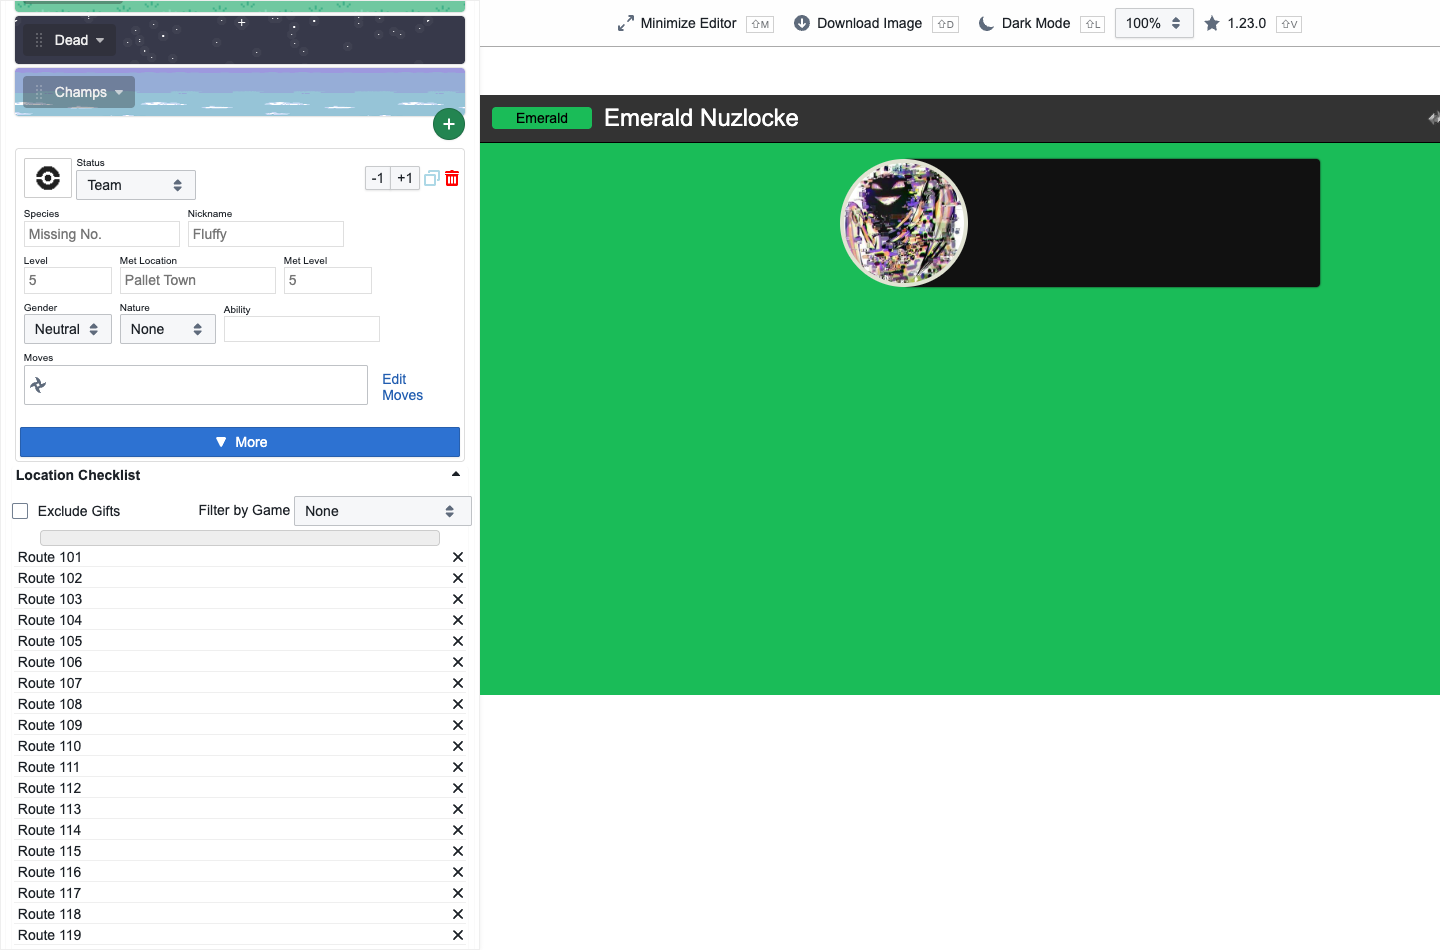 Minimize Editor ⇧M Download Image ⇧D Dark Mode ⇧L 100% 1.23.0 ⇧V
Dead
Champs
Emerald Emerald Nuzlocke
Status
Team
-1 +1
Species Nickname
Missing No. Fluffy
Level Met Location Met Level
5 Pallet Town 5
Gender Nature Ability
Neutral None
Moves
Edit
Moves
More
Location Checklist
Exclude Gifts Filter by Game None
Route 101
Route 102
Route 103
Route 104
Route 105
Route 106
Route 107
Route 108
Route 109
Route 110
Route 111
Route 112
Route 113
Route 114
Route 115
Route 116
Route 117
Route 118
Route 119